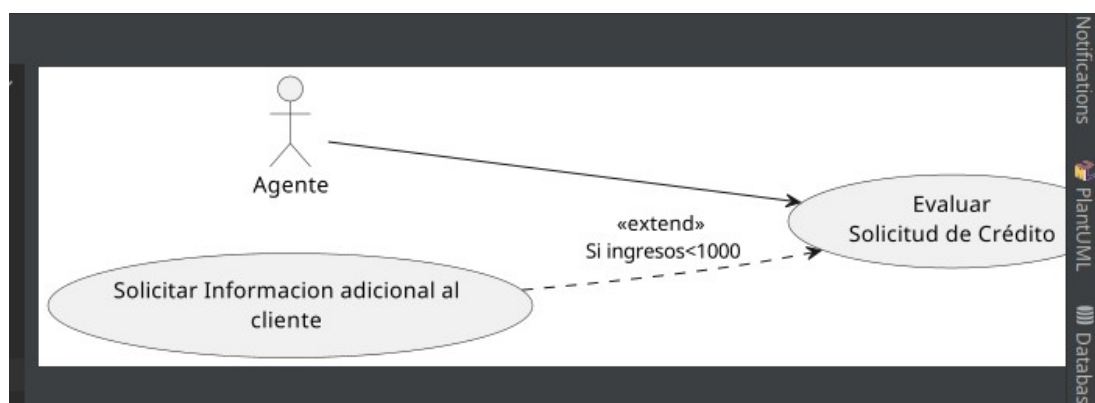 Agente
«extend»
Si ingresos<1000
Evaluar
Solicitud de Crédito
Solicitar Informacion adicional al
cliente
Notifications
PlantUML
Databas